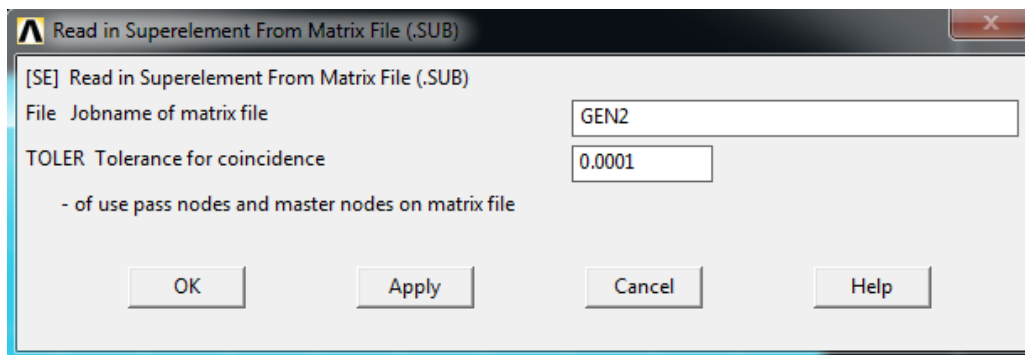 Read in Superelement From Matrix File (.SUB)
[SE] Read in Superelement From Matrix File (.SUB)
File Jobname of matrix file GEN2
TOLER Tolerance for coincidence 0.0001
- of use pass nodes and master nodes on matrix file
OK Apply Cancel Help